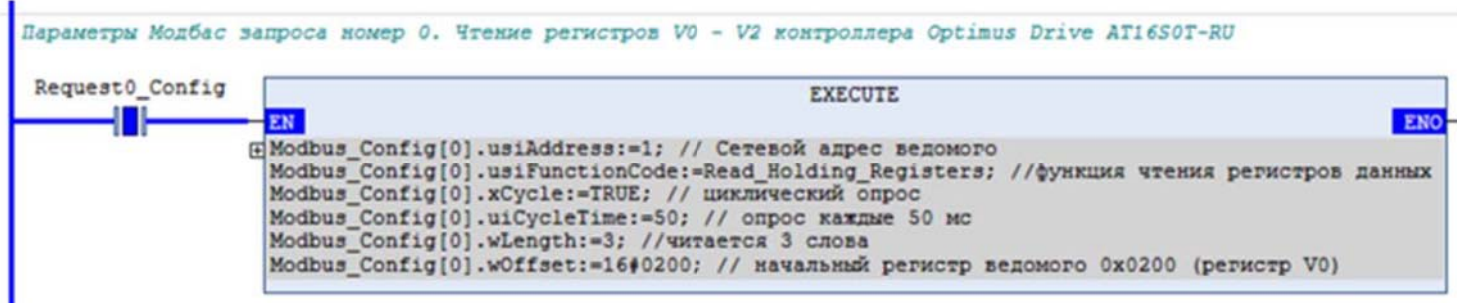 Параметры Модбас запроса номер 0. Чтение регистров V0 - V2 контроллера Optimus Drive AT16S0T-RU
Request0_Config
EXECUTE
EN
ENO
Modbus_Config[0].usiAddress:=1; // Сетевой адрес ведомого
Modbus_Config[0].usiFunctionCode:=Read_Holding_Registers; //функция чтения регистров данных
Modbus_Config[0].xCycle:=TRUE; // циклический опрос
Modbus_Config[0].uiCycleTime:=50; // опрос каждые 50 мс
Modbus_Config[0].wLength:=3; //читается 3 слова
Modbus_Config[0].wOffset:=16#0200; // начальный регистр ведомого 0x0200 (регистр V0)